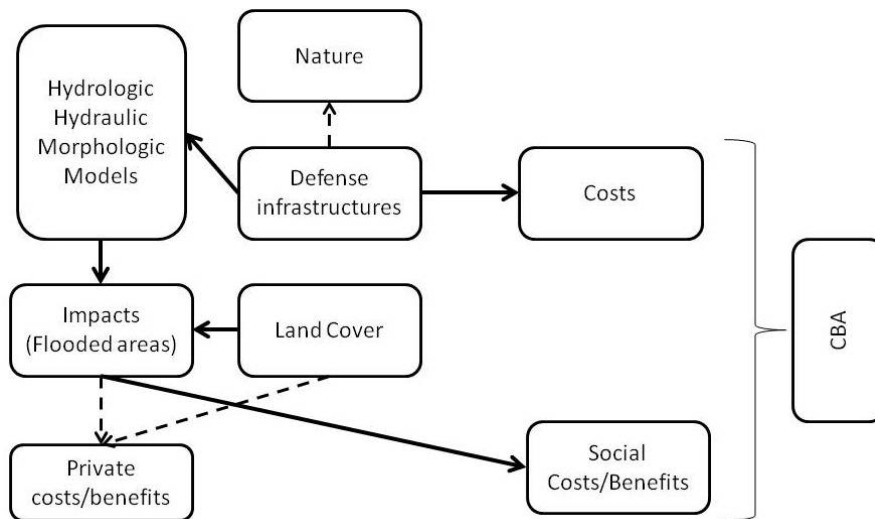 Nature
Hydrologic
Hydraulic
Morphologic
Models
Defense
infrastructures
Costs
Impacts
(Flooded areas)
Land Cover
CBA
Private
costs/benefits
Social
Costs/Benefits